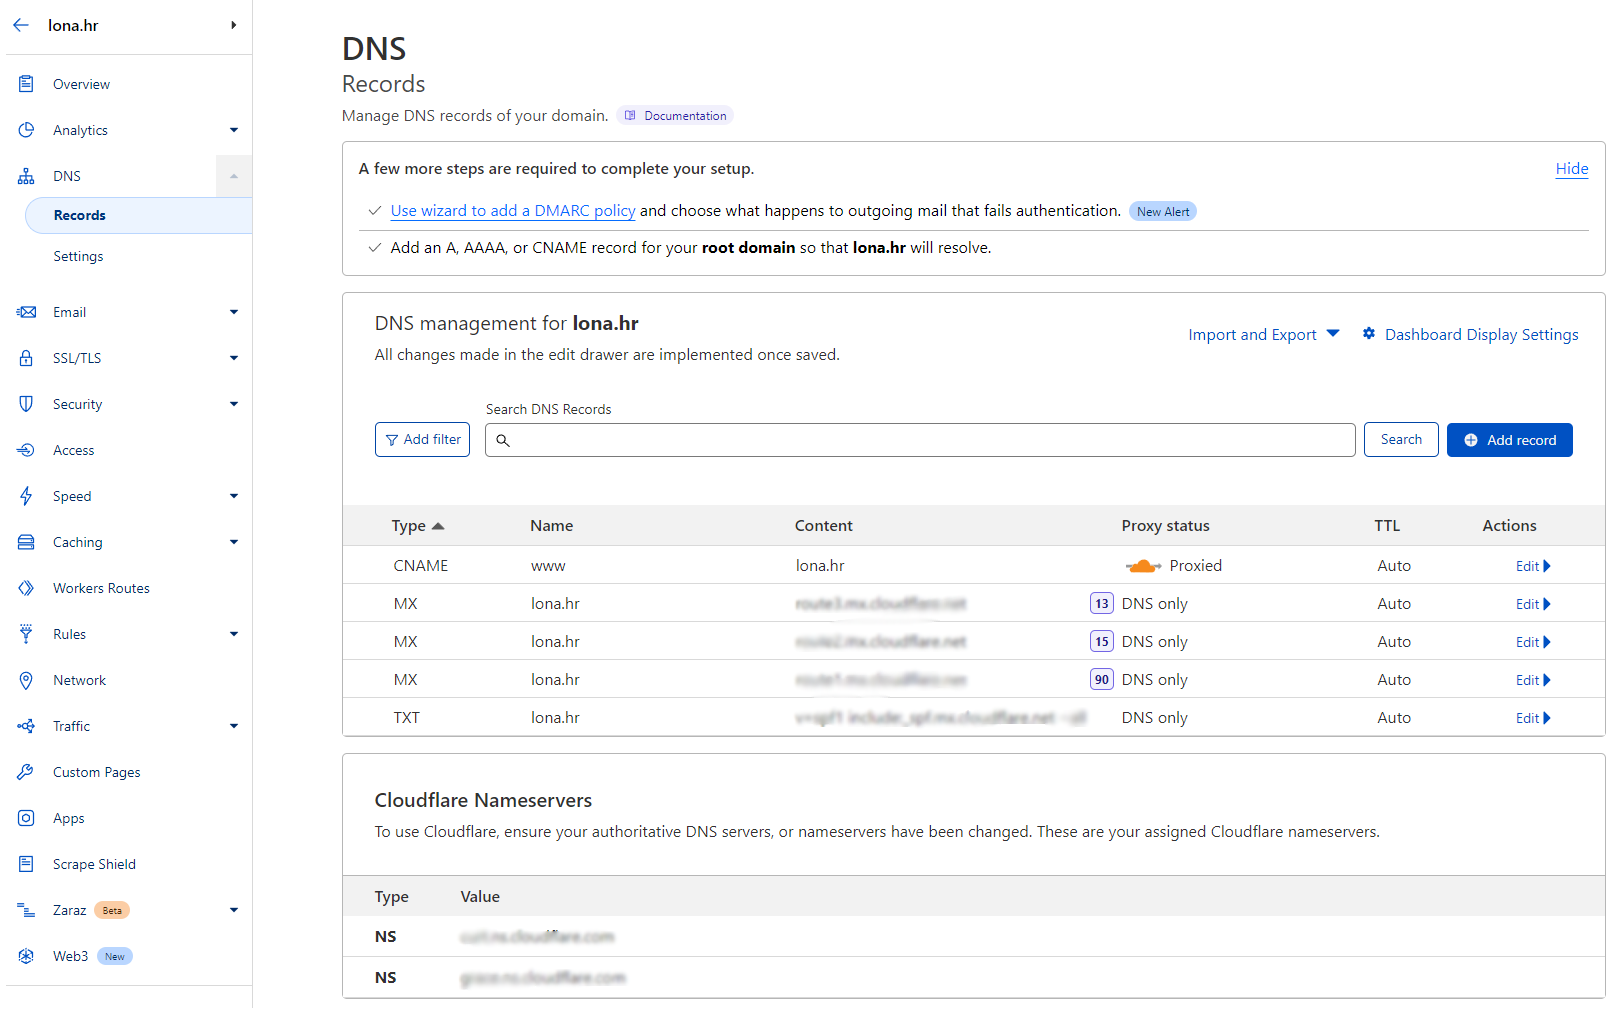 lona.hr
Overview
Analytics
DNS
Records
Settings
Email
SSL/TLS
Security
Access
Speed
Caching
Workers Routes
Rules
Network
Traffic
Custom Pages
Apps
Scrape Shield
Zaraz Beta
Web3 New
DNS
Records
Manage DNS records of your domain. Documentation
A few more steps are required to complete your setup. Hide
Use wizard to add a DMARC policy and choose what happens to outgoing mail that fails authentication. New Alert
Add an A, AAAA, or CNAME record for your root domain so that lona.hr will resolve.
DNS management for lona.hr
All changes made in the edit drawer are implemented once saved.
Import and Export Dashboard Display Settings
Search DNS Records
Add filter Search Add record
Type Name Content Proxy status TTL Actions
CNAME www lona.hr Proxied Auto Edit
MX lona.hr 13 DNS only Auto Edit
MX lona.hr 15 DNS only Auto Edit
MX lona.hr 90 DNS only Auto Edit
TXT lona.hr DNS only Auto Edit
Cloudflare Nameservers
To use Cloudflare, ensure your authoritative DNS servers, or nameservers have been changed. These are your assigned Cloudflare nameservers.
Type Value
NS
NS